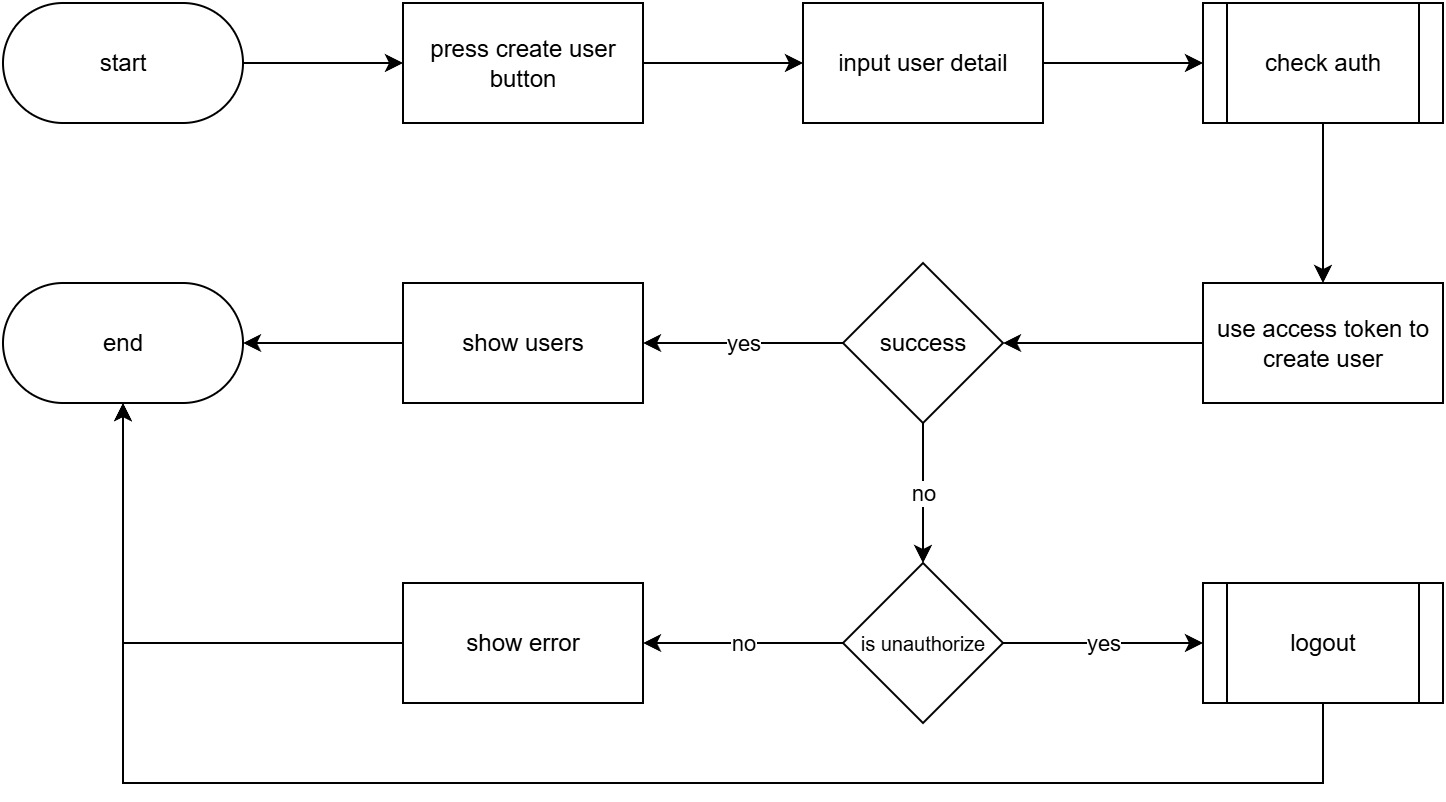 start
press create user
button
input user detail
check auth
end
show users
yes
success
use access token to
create user
no
show error
no
is unauthorize
yes
logout